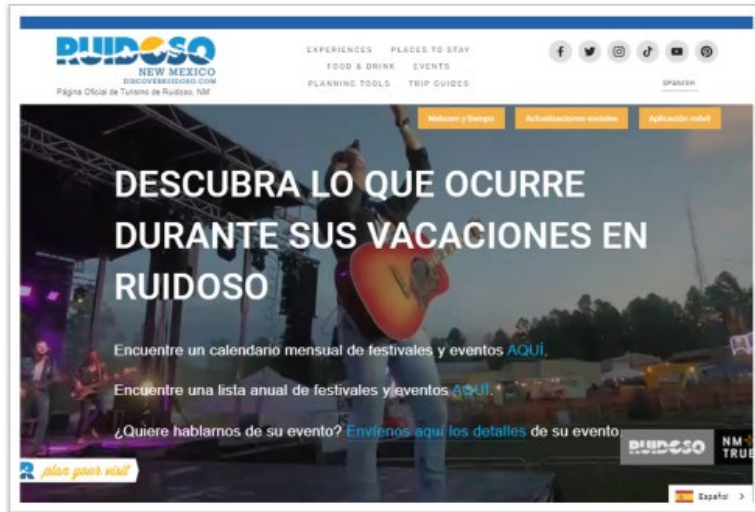 RUIDOSO
NEW MEXICO
DISCOVERRUIDOSO.COM
Página Oficial de Turismo de Ruidoso, NM
EXPERIENCES PLACES TO STAY
FOOD & DRINK EVENTS
PLANNING TOOLS TRIP GUIDES
SPANISH
Webcam y tiempo Actualizaciones sociales Aplicación móvil
DESCUBRA LO QUE OCURRE
DURANTE SUS VACACIONES EN
RUIDOSO
Encuentre un calendario mensual de festivales y eventos AQUÍ.
Encuentre una lista anual de festivales y eventos AQUÍ.
¿Quiere hablarnos de su evento? Envíenos aquí los detalles de su evento.
RUIDOSO NM TRUE
R plan your visit
Español >